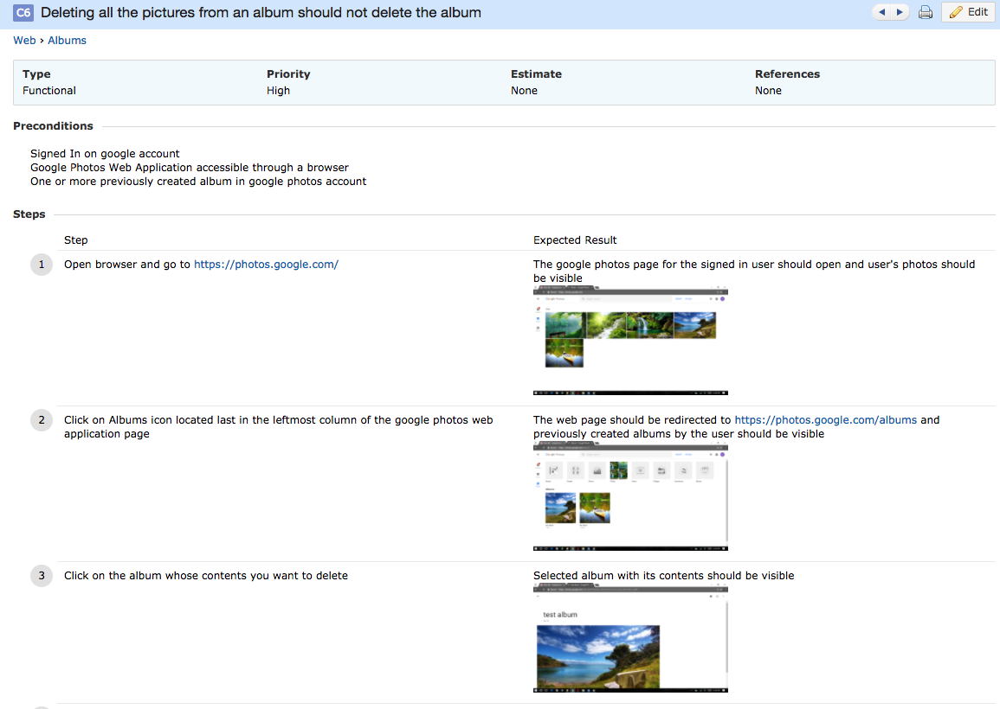 C6 Deleting all the pictures from an album should not delete the album
Edit
Web › Albums
Type Priority Estimate References
Functional High None None
Preconditions
Signed In on google account
Google Photos Web Application accessible through a browser
One or more previously created album in google photos account
Steps
Step Expected Result
1 Open browser and go to https://photos.google.com/
The google photos page for the signed in user should open and user's photos should
be visible
Google Photos
2 Click on Albums icon located last in the leftmost column of the google photos web
application page
The web page should be redirected to https://photos.google.com/albums and
previously created albums by the user should be visible
Google Photos
Albums
3 Click on the album whose contents you want to delete
Selected album with its contents should be visible
test album